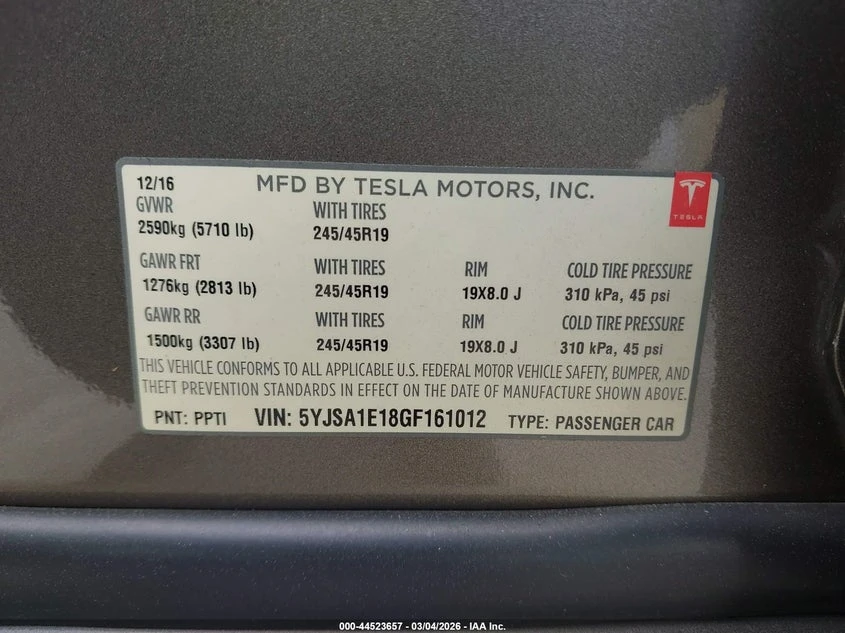 12/16 MFD BY TESLA MOTORS, INC.
TESLA
GVWR WITH TIRES
2590kg (5710 lb) 245/45R19
GAWR FRT WITH TIRES RIM COLD TIRE PRESSURE
1276kg (2813 lb) 245/45R19 19X8.0 J 310 kPa, 45 psi
GAWR RR WITH TIRES RIM COLD TIRE PRESSURE
1500kg (3307 lb) 245/45R19 19X8.0 J 310 kPa, 45 psi
THIS VEHICLE CONFORMS TO ALL APPLICABLE U.S. FEDERAL MOTOR VEHICLE SAFETY, BUMPER, AND
THEFT PREVENTION STANDARDS IN EFFECT ON THE DATE OF MANUFACTURE SHOWN ABOVE.
PNT: PPTI VIN: 5YJSA1E18GF161012 TYPE: PASSENGER CAR
000-44523657 - 03/04/2026 - IAA Inc.